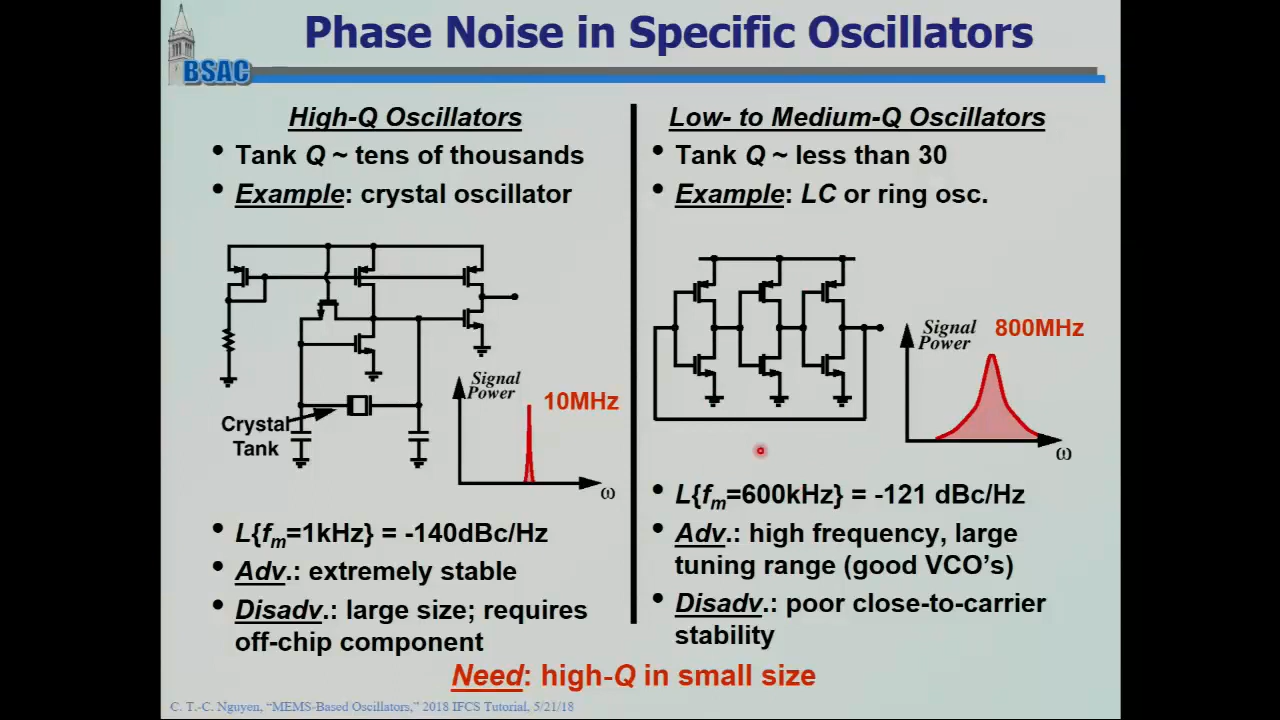 Phase Noise in Specific Oscillators
BSAC
High-Q Oscillators
• Tank Q ~ tens of thousands
• Example: crystal oscillator
Crystal
Tank
Signal
Power
10MHz
ω
• L{fm=1kHz} = -140dBc/Hz
• Adv.: extremely stable
• Disadv.: large size; requires
off-chip component
Low- to Medium-Q Oscillators
• Tank Q ~ less than 30
• Example: LC or ring osc.
Signal
Power
800MHz
ω
• L{fm=600kHz} = -121 dBc/Hz
• Adv.: high frequency, large
tuning range (good VCO's)
• Disadv.: poor close-to-carrier
stability
Need: high-Q in small size
C. T.-C. Nguyen, “MEMS-Based Oscillators,” 2018 IFCS Tutorial, 5/21/18